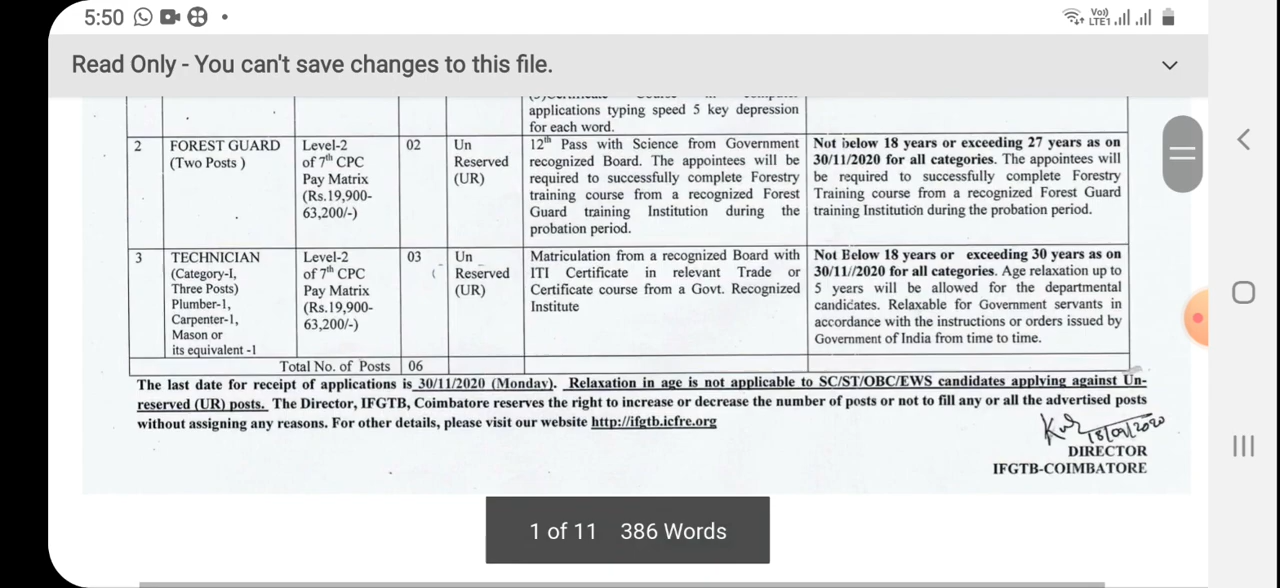 5:50
Vo))
LTE1
Read Only - You can't save changes to this file.
applications typing speed 5 key depression
for each word.
2
FOREST GUARD
(Two Posts )
Level-2
of 7th CPC
Pay Matrix
(Rs.19,900-
63,200/-)
02
Un
Reserved
(UR)
12th Pass with Science from Government
recognized Board. The appointees will be
required to successfully complete Forestry
training course from a recognized Forest
Guard training Institution during the
probation period.
Not below 18 years or exceeding 27 years as on
30/11/2020 for all categories. The appointees will
be required to successfully complete Forestry
Training course from a recognized Forest Guard
training Institution during the probation period.
3
TECHNICIAN
(Category-I,
Three Posts)
Plumber-1,
Carpenter-1,
Mason or
its equivalent -1
Level-2
of 7th CPC
Pay Matrix
(Rs.19,900-
63,200/-)
03
Un
Reserved
(UR)
Matriculation from a recognized Board with
ITI Certificate in relevant Trade or
Certificate course from a Govt. Recognized
Institute
Not Below 18 years or exceeding 30 years as on
30/11//2020 for all categories. Age relaxation up to
5 years will be allowed for the departmental
candidates. Relaxable for Government servants in
accordance with the instructions or orders issued by
Government of India from time to time.
Total No. of Posts 06
The last date for receipt of applications is 30/11/2020 (Monday). Relaxation in age is not applicable to SC/ST/OBC/EWS candidates applying against Un-
reserved (UR) posts. The Director, IFGTB, Coimbatore reserves the right to increase or decrease the number of posts or not to fill any or all the advertised posts
without assigning any reasons. For other details, please visit our website http://ifgtb.icfre.org
18/09/2020
DIRECTOR
IFGTB-COIMBATORE
1 of 11 386 Words